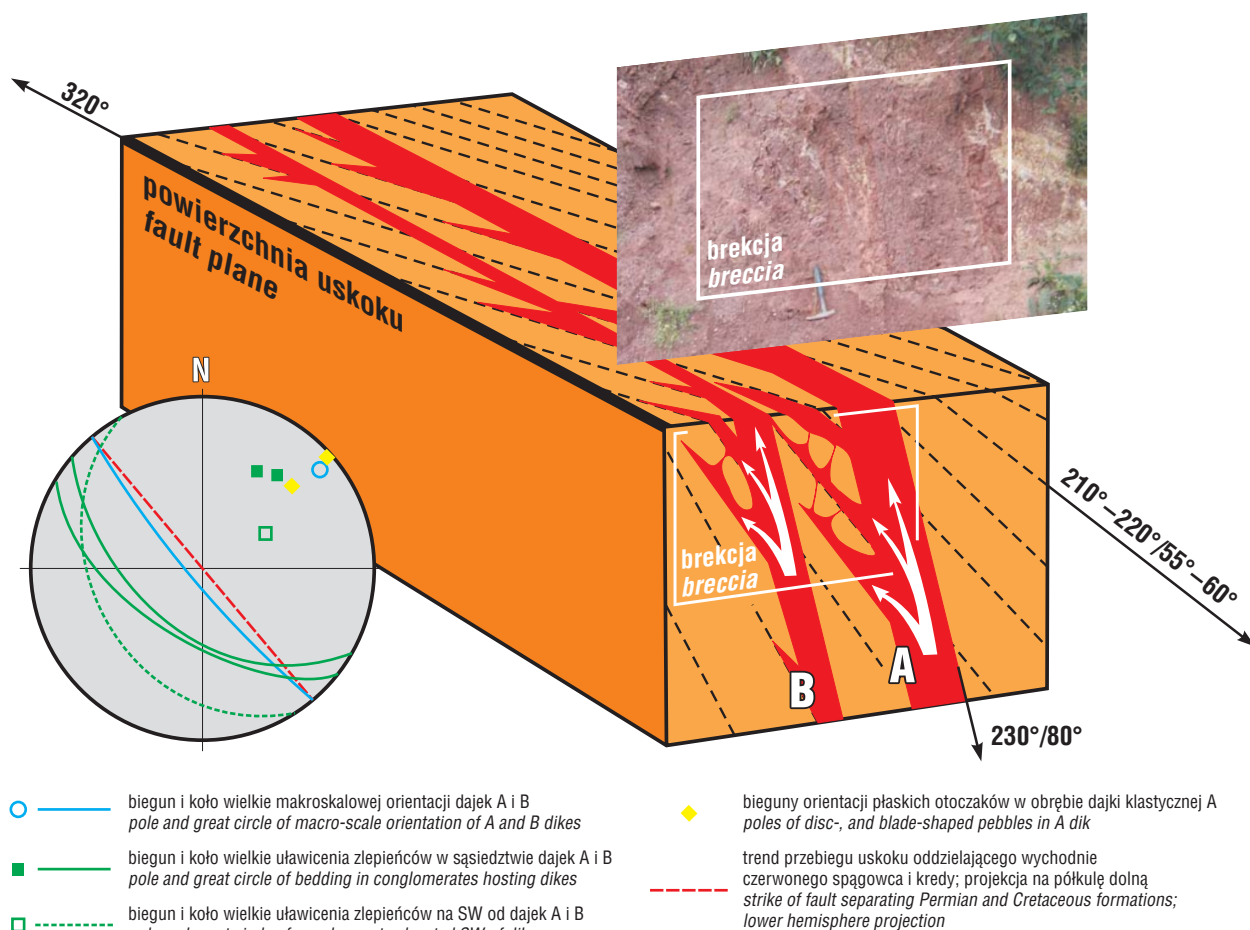 320°
powierzchnia uskoku
fault plane
brekcja
breccia
N
brekcja
breccia
210°–220°/55°–60°
B
A
230°/80°
biegun i koło wielkie makroskalowej orientacji dajek A i B
pole and great circle of macro-scale orientation of A and B dikes
biegun i koło wielkie uławicenia zlepieńców w sąsiedztwie dajek A i B
pole and great circle of bedding in conglomerates hosting dikes
biegun i koło wielkie uławicenia zlepieńców na SW od dajek A i B
bieguny orientacji płaskich otoczaków w obrębie dajki klastycznej A
poles of disc-, and blade-shaped pebbles in A dik
trend przebiegu uskoku oddzielającego wychodnie
czerwonego spągowca i kredy; projekcja na półkulę dolną
strike of fault separating Permian and Cretaceous formations;
lower hemisphere projection